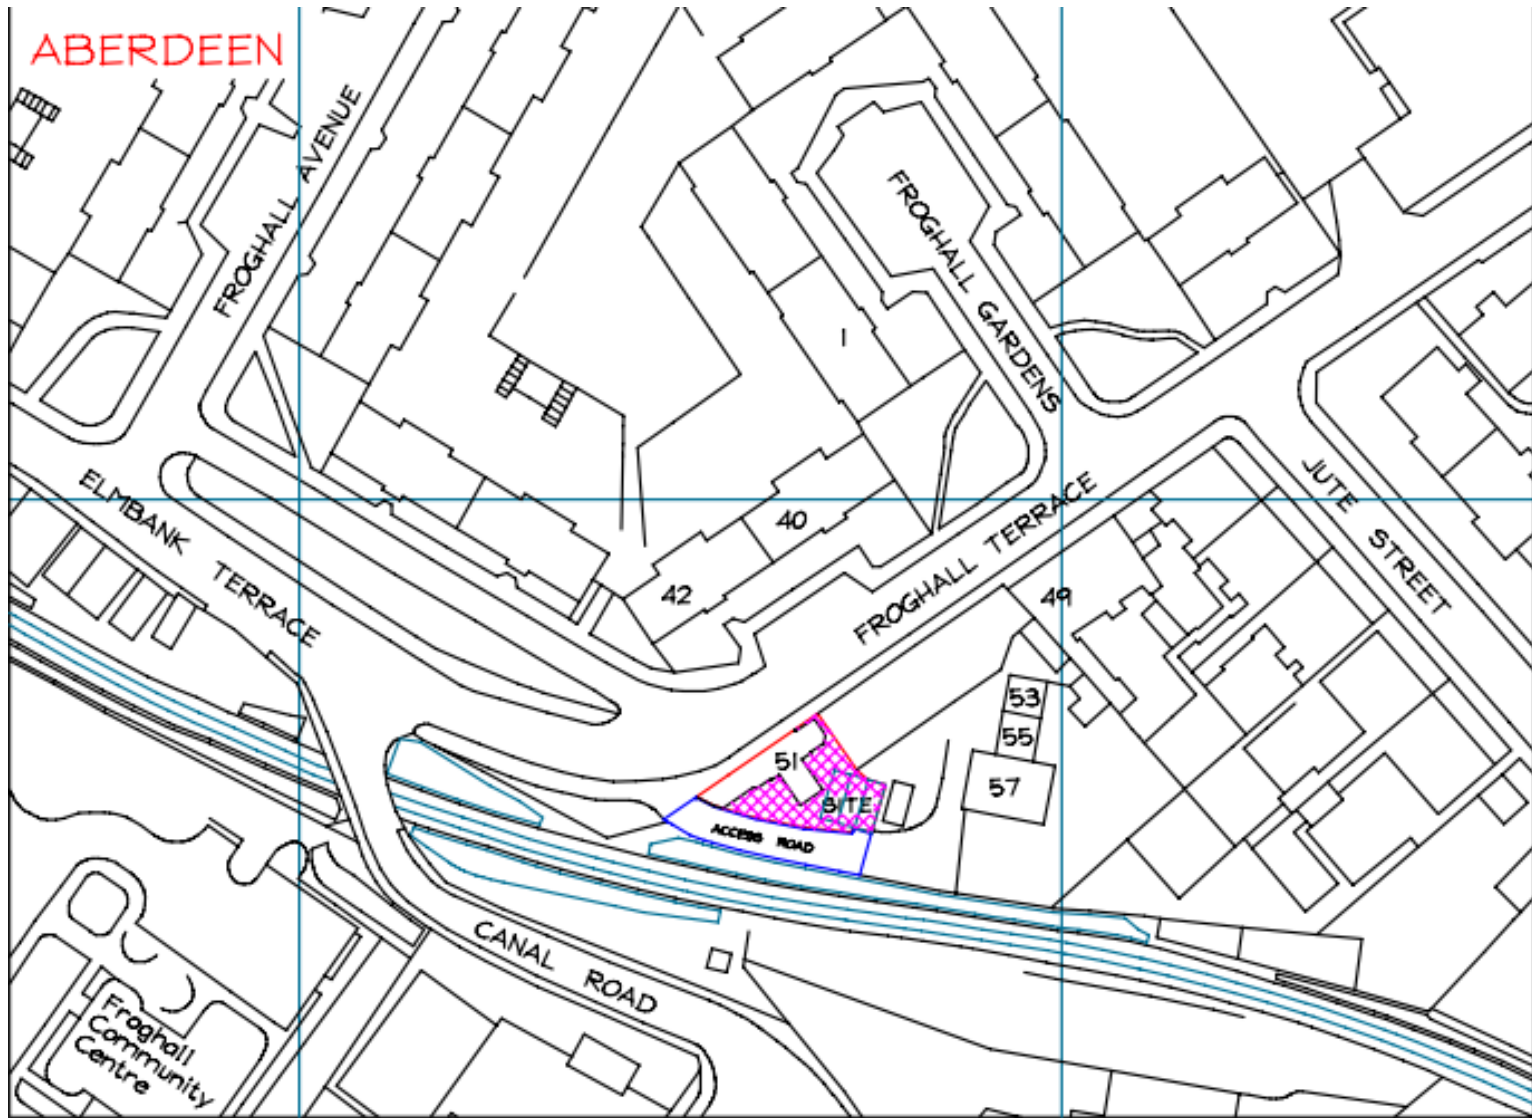 ABERDEEN
FROGHALL AVENUE
FROGHALL GARDENS
1
ELMBANK TERRACE
40
42
FROGHALL TERRACE
JUTE STREET
49
53
55
57
51
SITE
ACCESS ROAD
CANAL ROAD
Froghall
Community
Centre